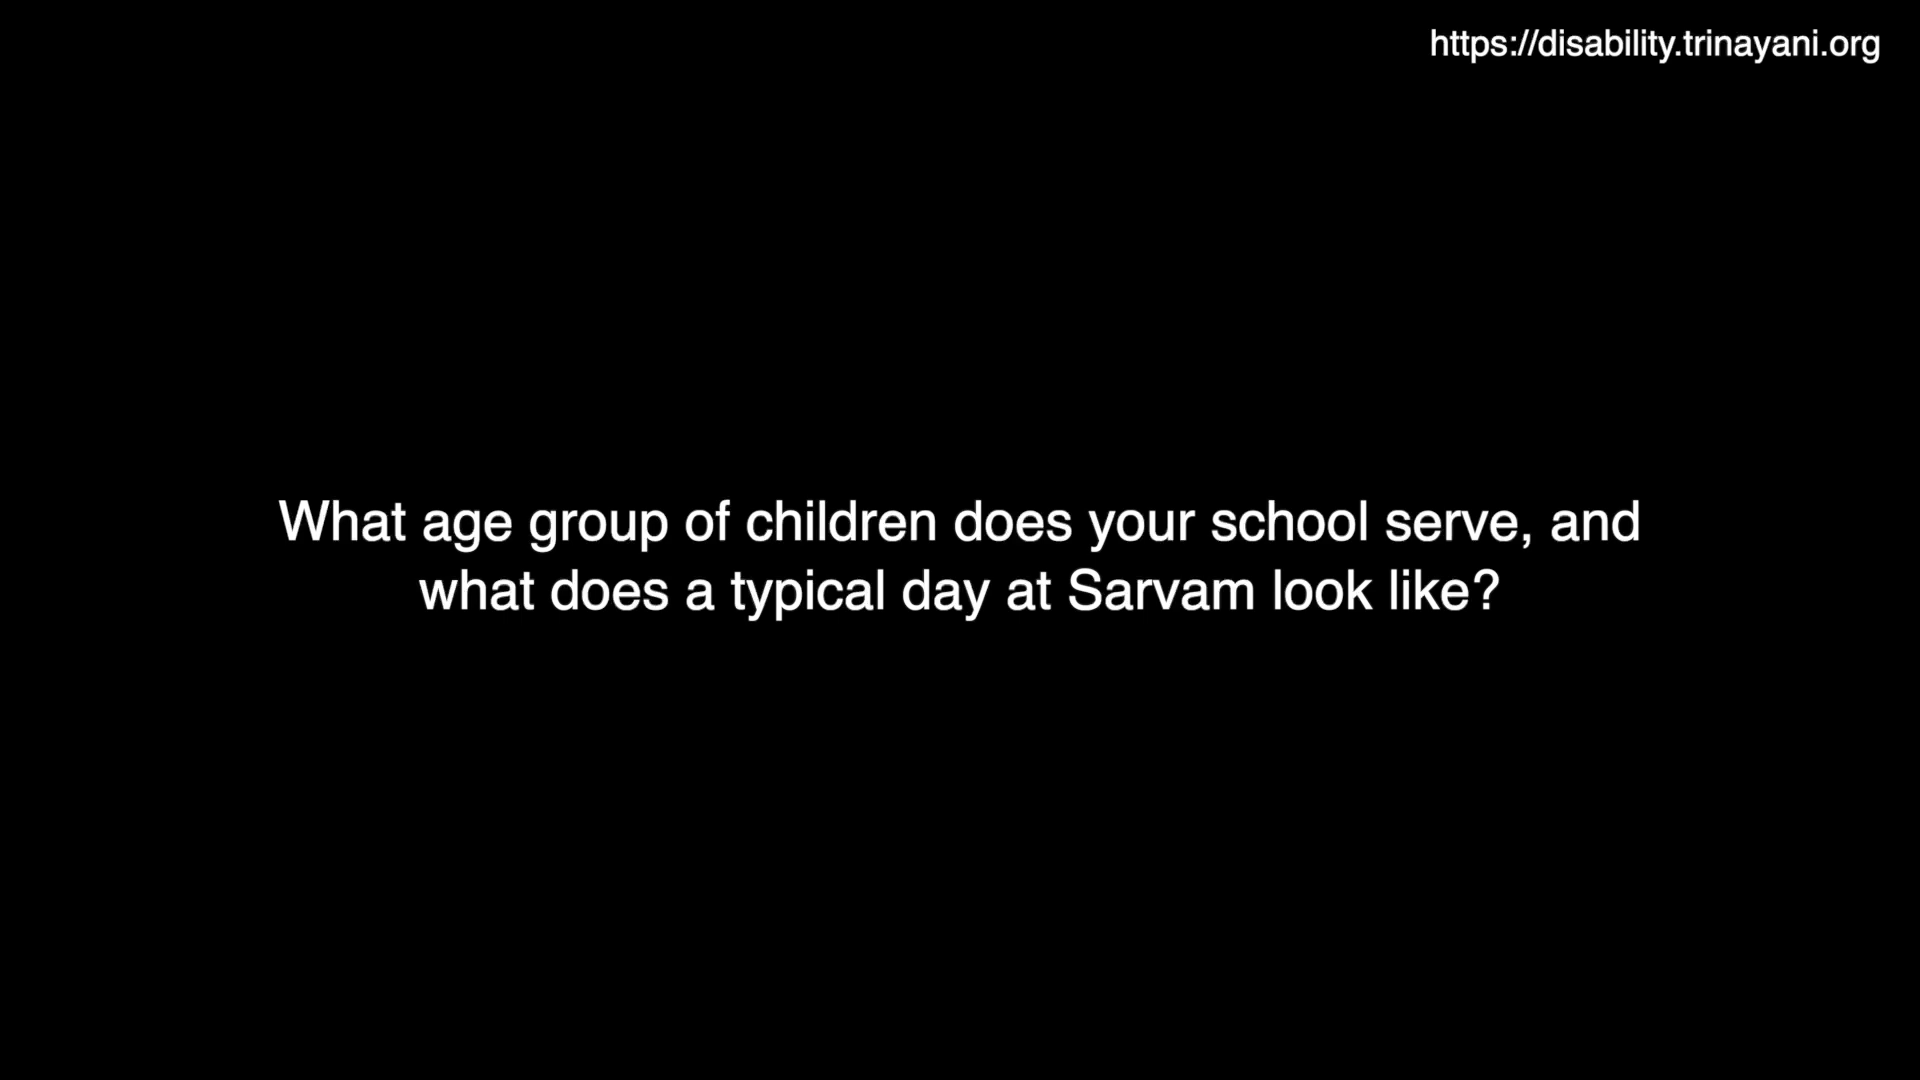 https://disability.trinayani.org
What age group of children does your school serve, and
what does a typical day at Sarvam look like?